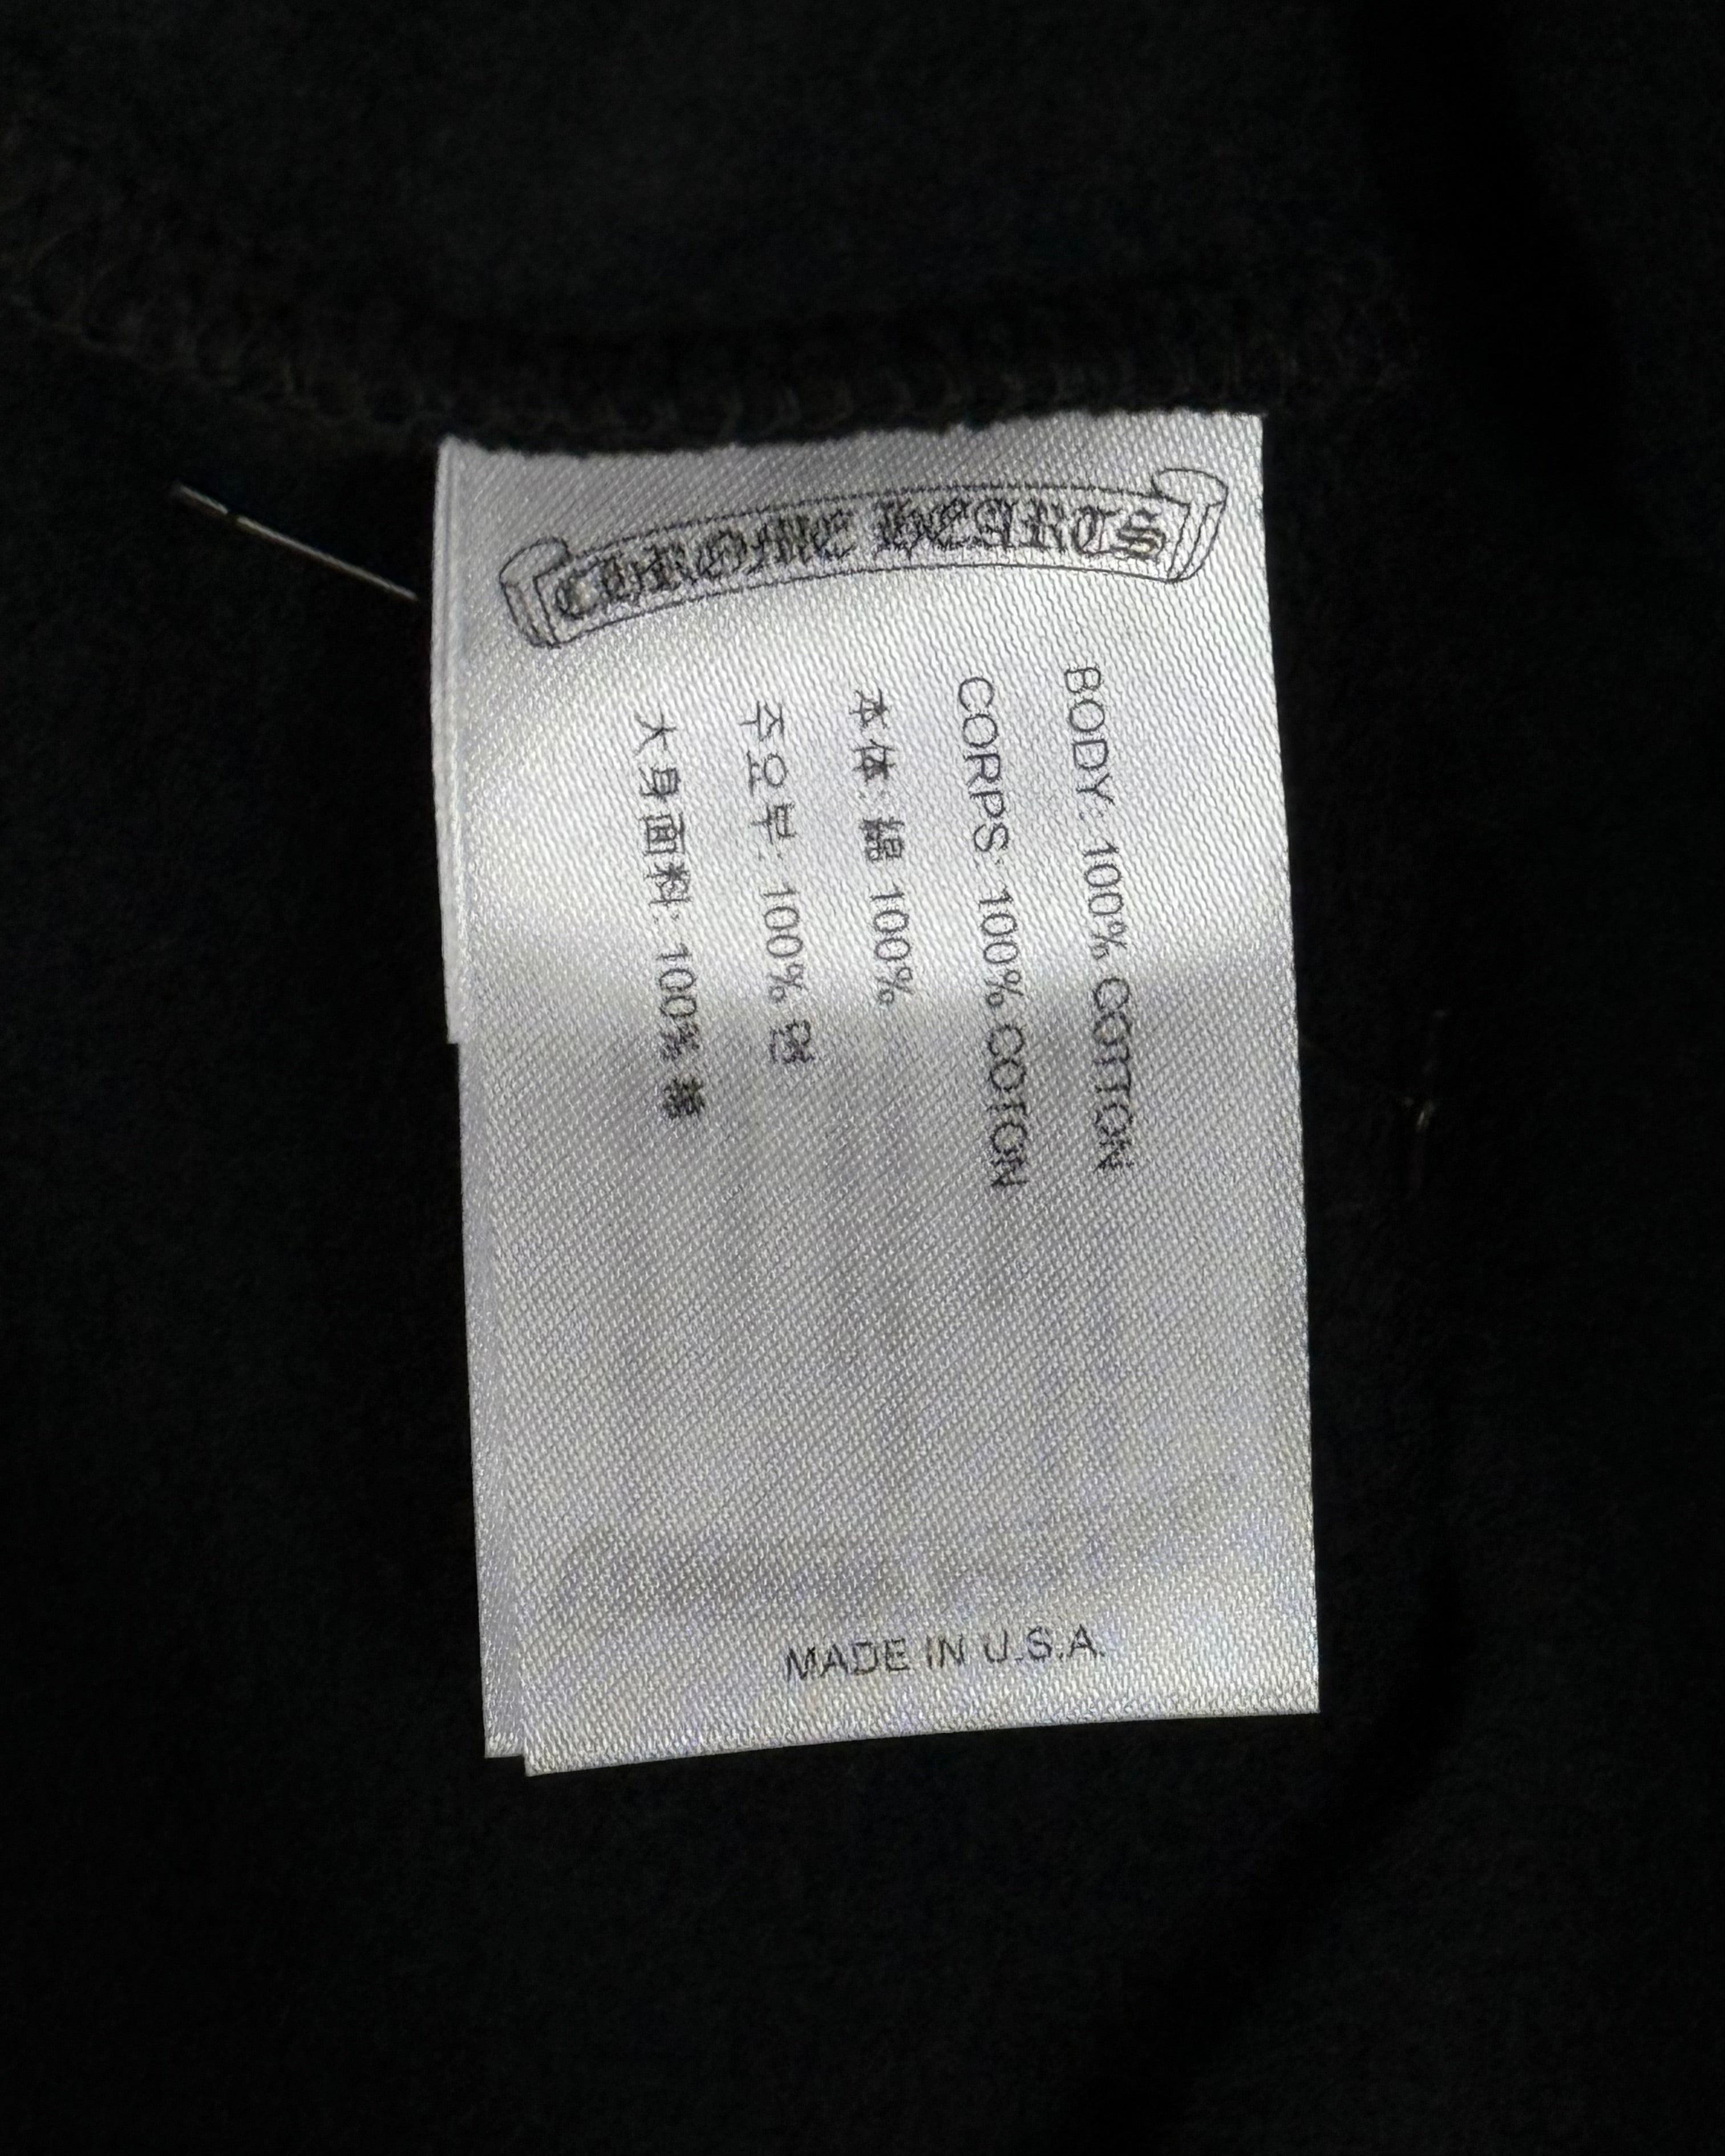 CHROME HEARTS
BODY: 100% COTTON
CORPS: 100% COTON
本体: 綿 100%
주요부: 100% 면
大身面料: 100% 棉
MADE IN U.S.A.